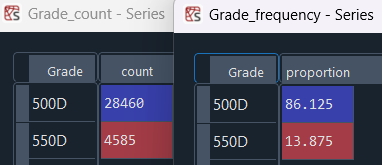 Grade_count - Series
Grade count
500D 28460
550D 4585
Grade_frequency - Series
Grade proportion
500D 86.125
550D 13.875